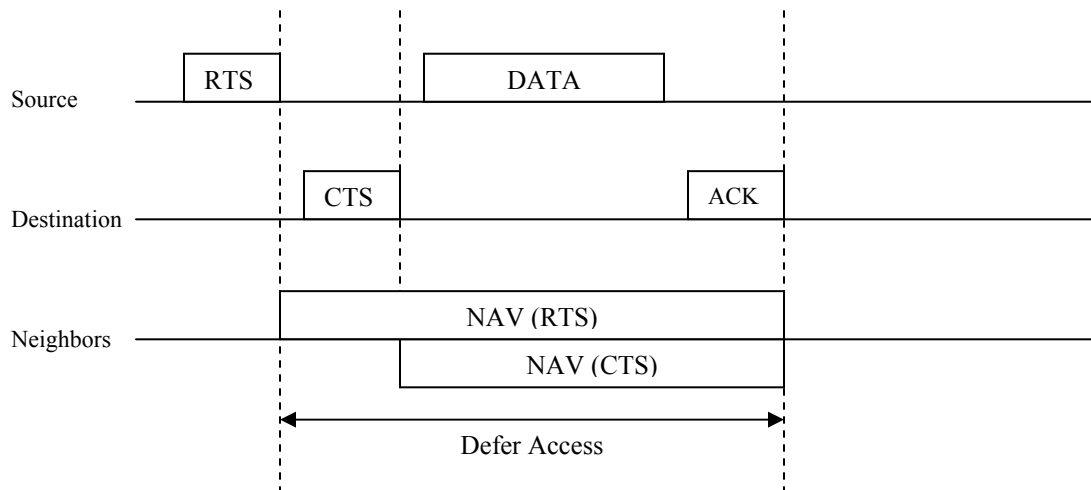 RTS
DATA
Source
CTS
ACK
Destination
NAV (RTS)
Neighbors
NAV (CTS)
Defer Access